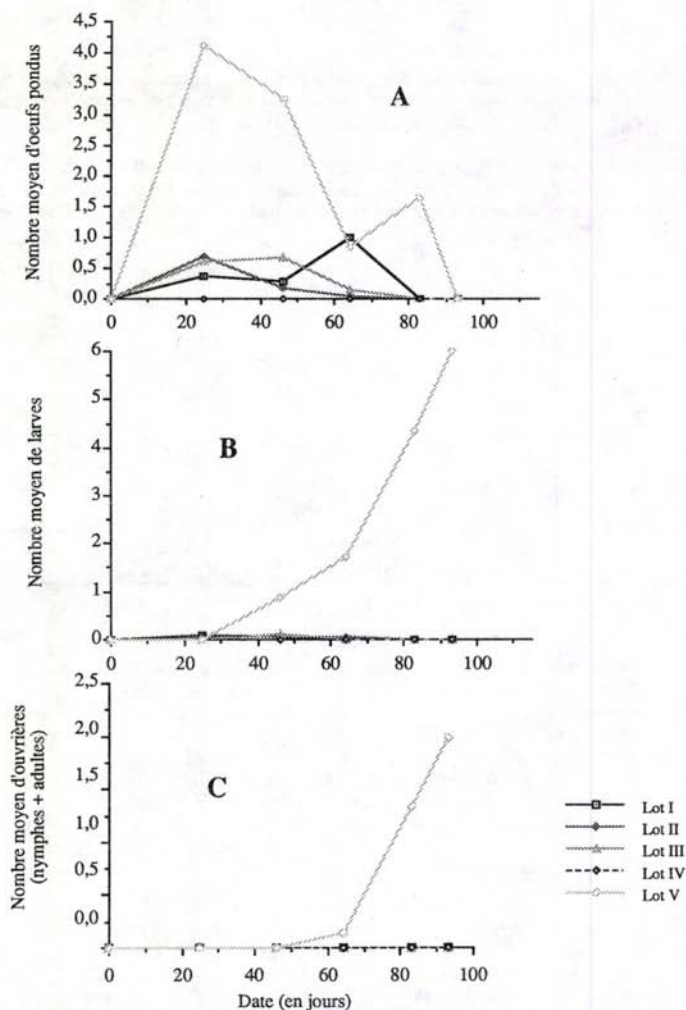 Nombre moyen d'oeufs pondus
4,5
4,0
3,5
3,0
2,5
2,0
1,5
1,0
0,5
0,0
A
0 20 40 60 80 100
Nombre moyen de larves
6
5
4
3
2
1
0
B
0 20 40 60 80 100
Nombre moyen d'ouvrières
(nymphes + adultes)
2,5
2,0
1,5
1,0
0,5
0,0
C
0 20 40 60 80 100
Date (en jours)
Lot I
Lot II
Lot III
Lot IV
Lot V